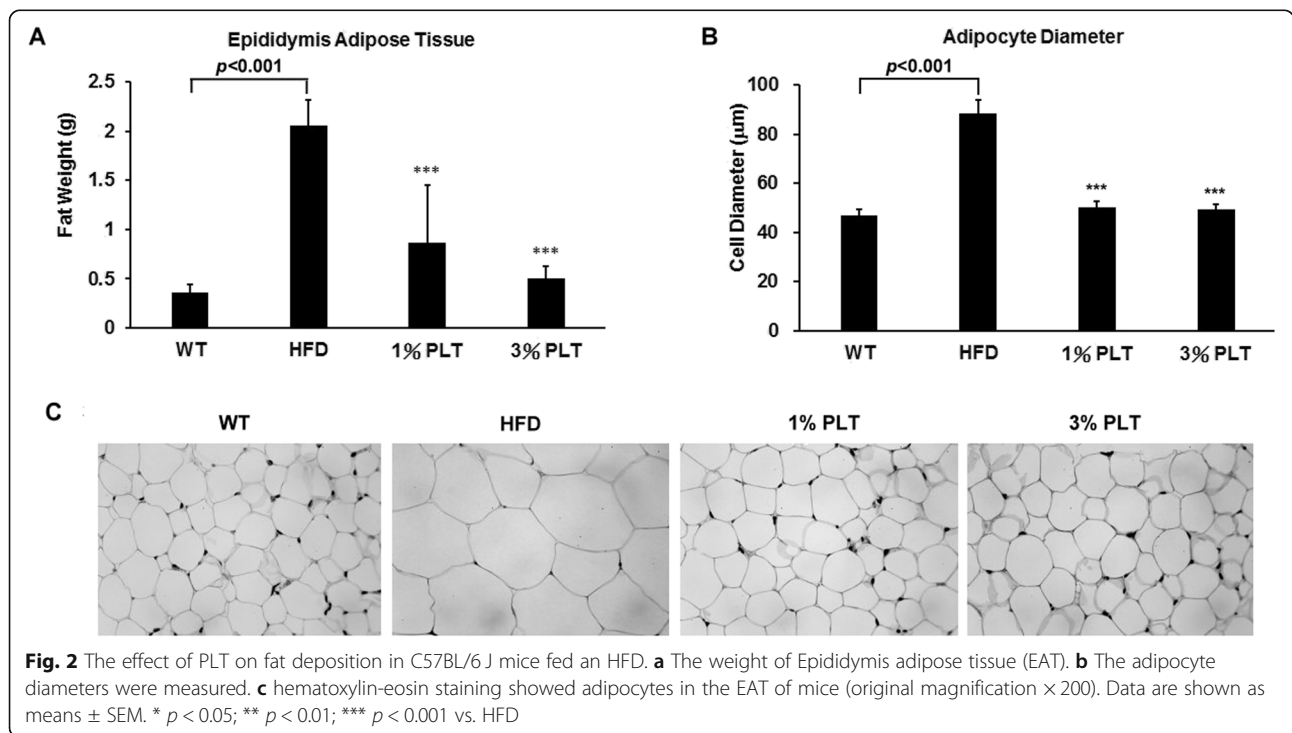 A
Epididymis Adipose Tissue
p<0.001
Fat Weight (g)
2.5
2
1.5
1
0.5
0
***
***
WT HFD 1% PLT 3% PLT
B
Adipocyte Diameter
p<0.001
Cell Diameter (μm)
100
80
60
40
20
0
***
***
WT HFD 1% PLT 3% PLT
C
WT HFD 1% PLT 3% PLT
Fig. 2 The effect of PLT on fat deposition in C57BL/6 J mice fed an HFD. a The weight of Epididymis adipose tissue (EAT). b The adipocyte
diameters were measured. c hematoxylin-eosin staining showed adipocytes in the EAT of mice (original magnification × 200). Data are shown as
means ± SEM. * p < 0.05; ** p < 0.01; *** p < 0.001 vs. HFD